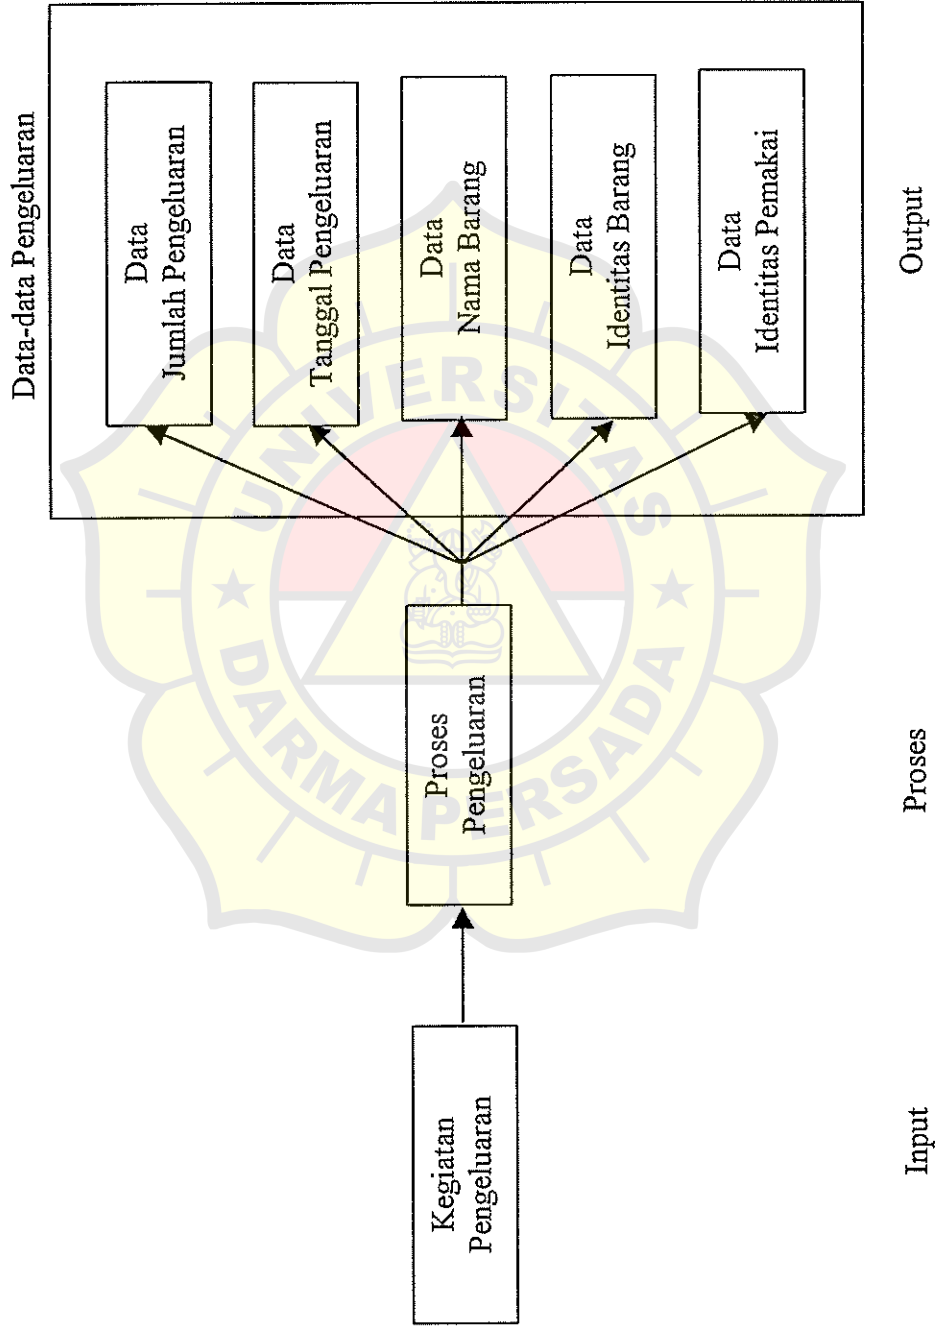 Data-data Pengeluaran
Data
Jumlah Pengeluaran
Data
Tanggal Pengeluaran
Data
Nama Barang
Data
Identitas Barang
Data
Identitas Pemakai
Proses
Pengeluaran
Kegiatan
Pengeluaran
Input
Proses
Output
UNIVERSITAS
DARMA PERSADA